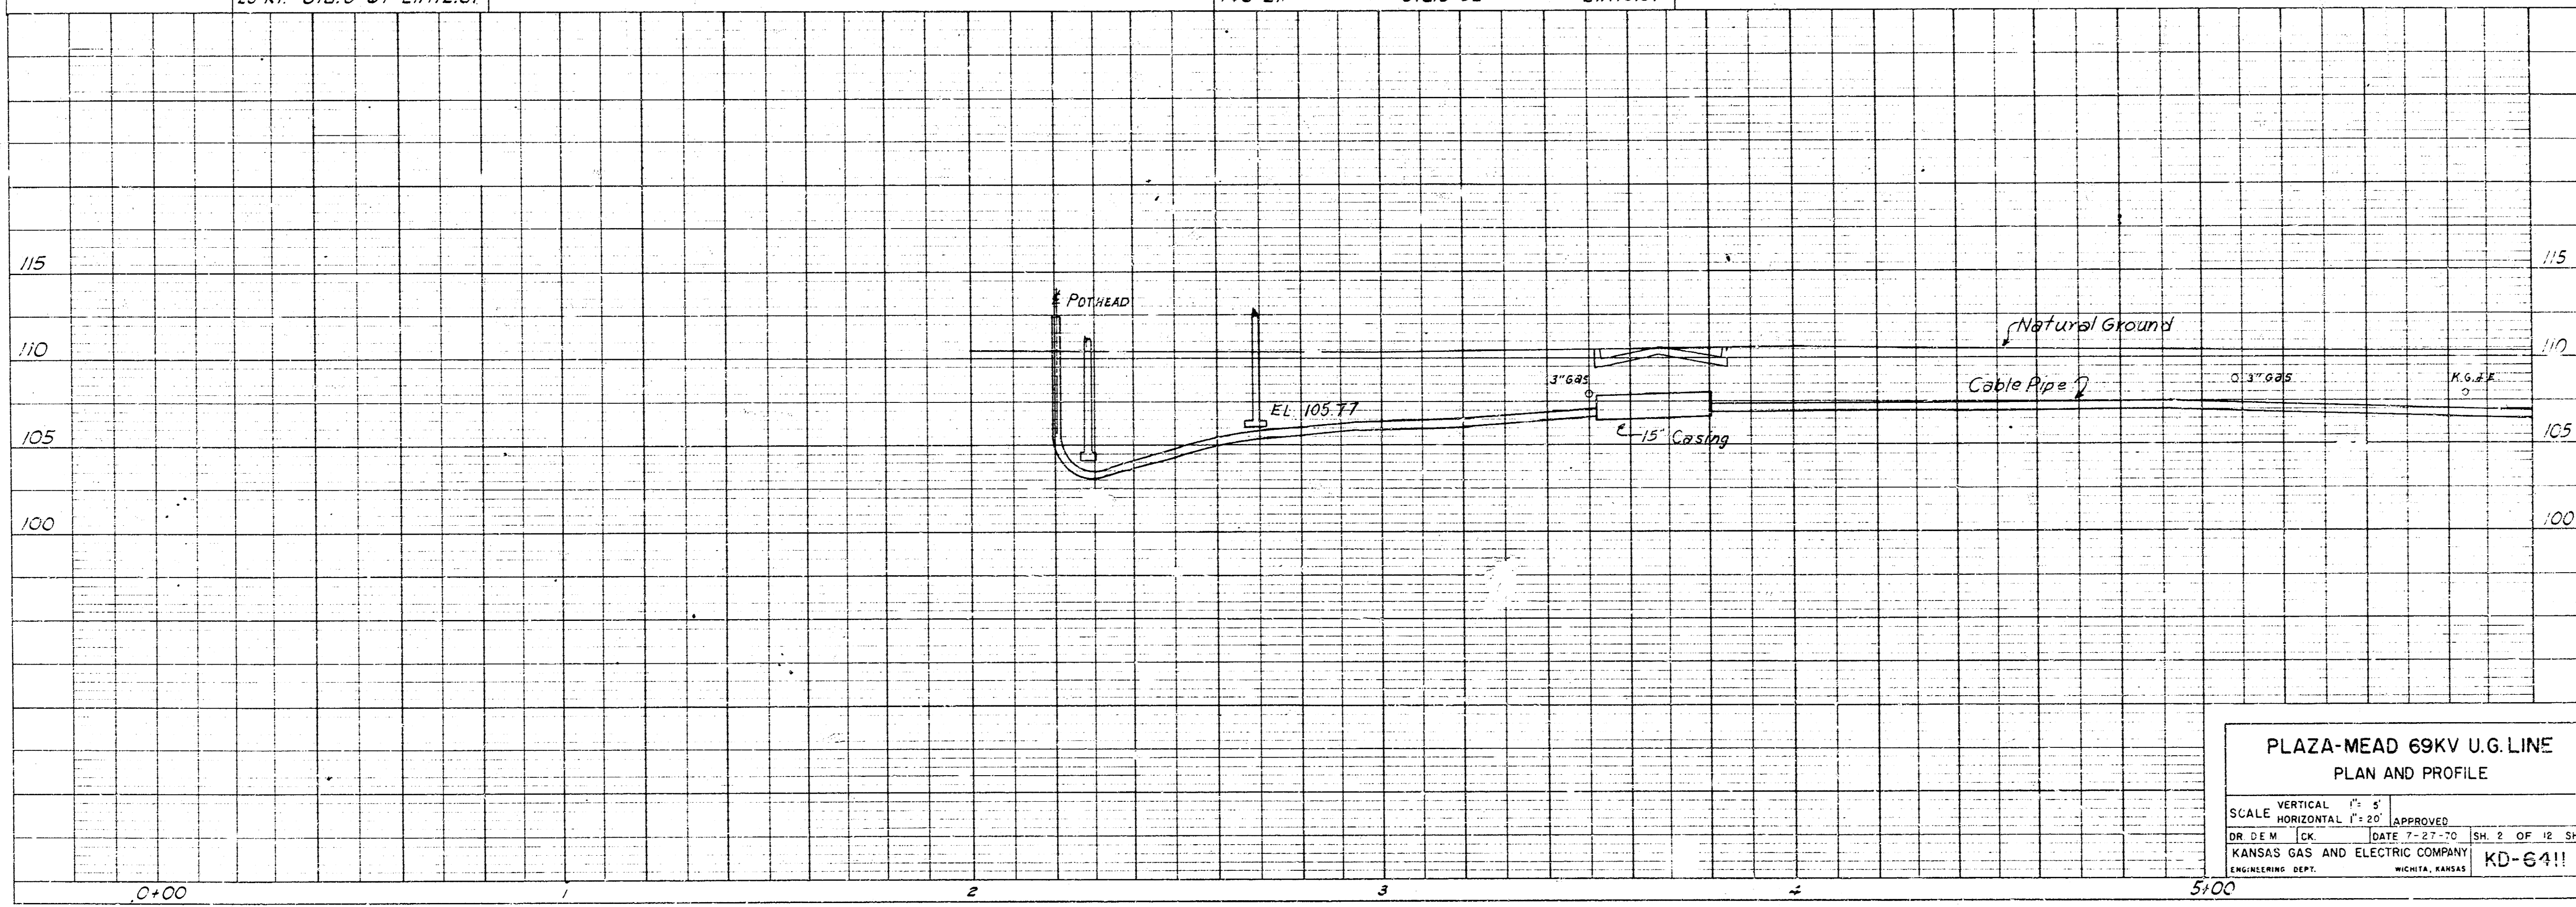 115
115
℄ POTHEAD
Natural Ground
110
110
3" Gas
Cable Pipe
3" Gas
K.G.&E.
EL. 105.77
105
15" Casing
105
100
100
PLAZA-MEAD 69KV U.G. LINE
PLAN AND PROFILE
SCALE VERTICAL 1"= 5'
HORIZONTAL 1"= 20' APPROVED
DR. DEM CK. DATE 7-27-70 SH. 2 OF 12 SH
KANSAS GAS AND ELECTRIC COMPANY KD-6411
ENGINEERING DEPT. WICHITA, KANSAS
0+00 1 2 3 4 5+00